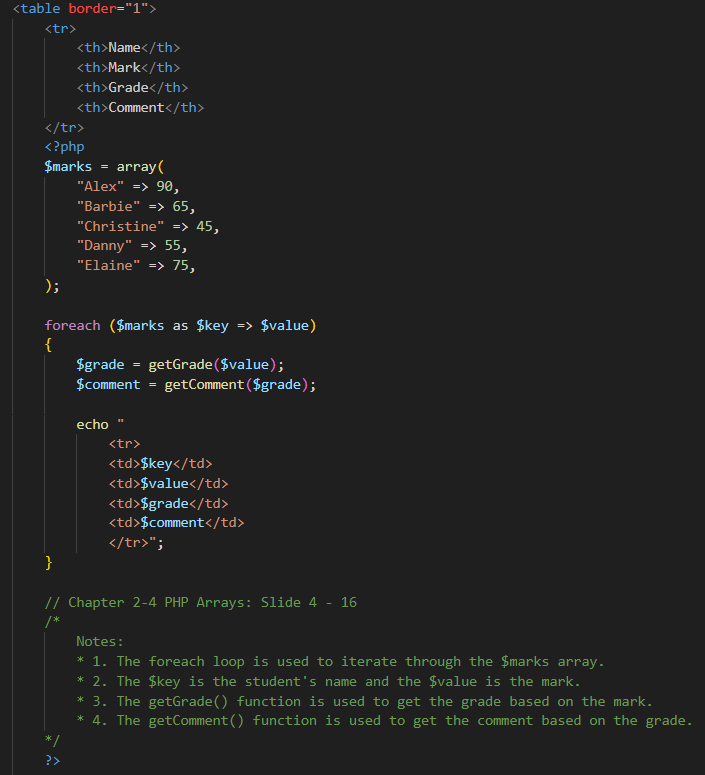 <table border="1">
<tr>
<th>Name</th>
<th>Mark</th>
<th>Grade</th>
<th>Comment</th>
</tr>
<?php
$marks = array(
"Alex" => 90,
"Barbie" => 65,
"Christine" => 45,
"Danny" => 55,
"Elaine" => 75,
);
foreach ($marks as $key => $value)
{
$grade = getGrade($value);
$comment = getComment($grade);
echo "
<tr>
<td>$key</td>
<td>$value</td>
<td>$grade</td>
<td>$comment</td>
</tr>";
}
// Chapter 2-4 PHP Arrays: Slide 4 - 16
/*
Notes:
* 1. The foreach loop is used to iterate through the $marks array.
* 2. The $key is the student's name and the $value is the mark.
* 3. The getGrade() function is used to get the grade based on the mark.
* 4. The getComment() function is used to get the comment based on the grade.
*/
?>